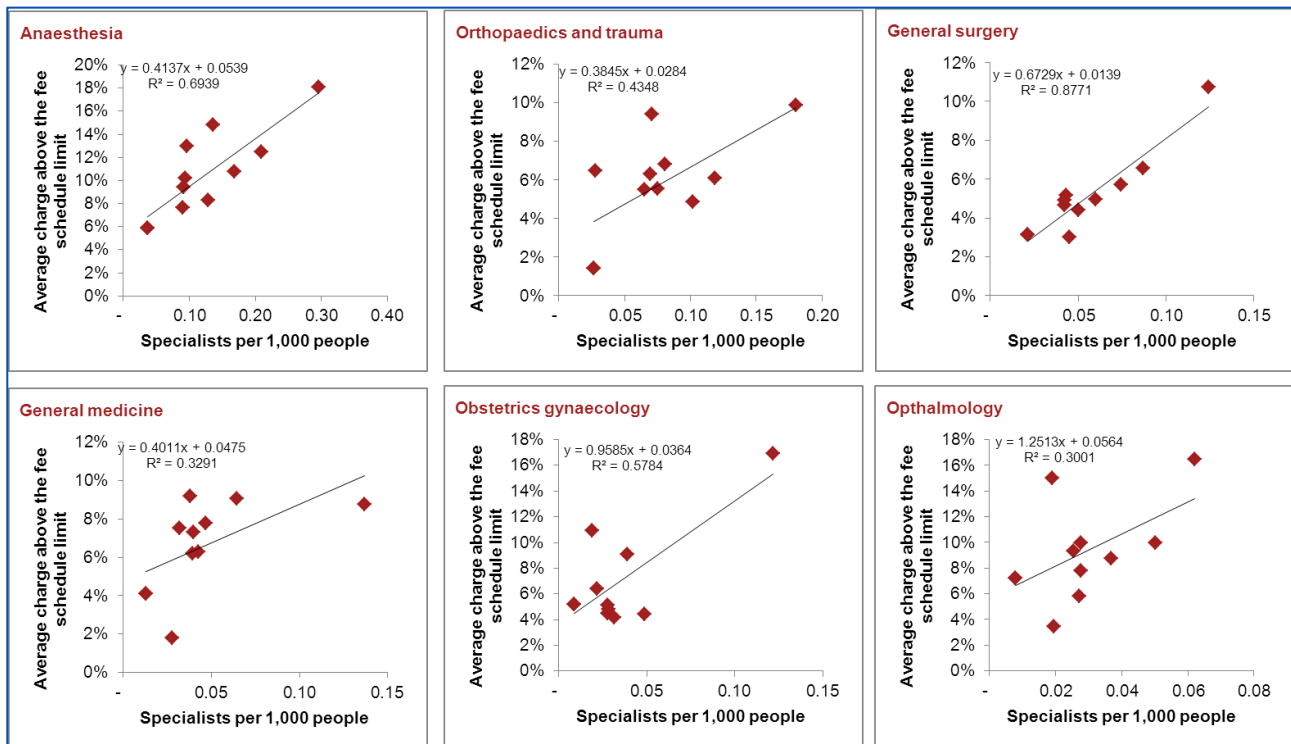 Anaesthesia
y = 0.4137x + 0.0539
R² = 0.6939
Average charge above the fee
schedule limit
20%
18%
16%
14%
12%
10%
8%
6%
4%
2%
0%
- 0.10 0.20 0.30 0.40
Specialists per 1,000 people
Orthopaedics and trauma
y = 0.3845x + 0.0284
R² = 0.4348
Average charge above the fee
schedule limit
12%
10%
8%
6%
4%
2%
0%
- 0.05 0.10 0.15 0.20
Specialists per 1,000 people
General surgery
y = 0.6729x + 0.0139
R² = 0.8771
Average charge above the fee
schedule limit
12%
10%
8%
6%
4%
2%
0%
- 0.05 0.10 0.15
Specialists per 1,000 people
General medicine
y = 0.4011x + 0.0475
R² = 0.3291
Average charge above the fee
schedule limit
12%
10%
8%
6%
4%
2%
0%
- 0.05 0.10 0.15
Specialists per 1,000 people
Obstetrics gynaecology
y = 0.9585x + 0.0364
R² = 0.5784
Average charge above the fee
schedule limit
18%
16%
14%
12%
10%
8%
6%
4%
2%
0%
- 0.05 0.10 0.15
Specialists per 1,000 people
Opthalmology
y = 1.2513x + 0.0564
R² = 0.3001
Average charge above the fee
schedule limit
18%
16%
14%
12%
10%
8%
6%
4%
2%
0%
- 0.02 0.04 0.06 0.08
Specialists per 1,000 people